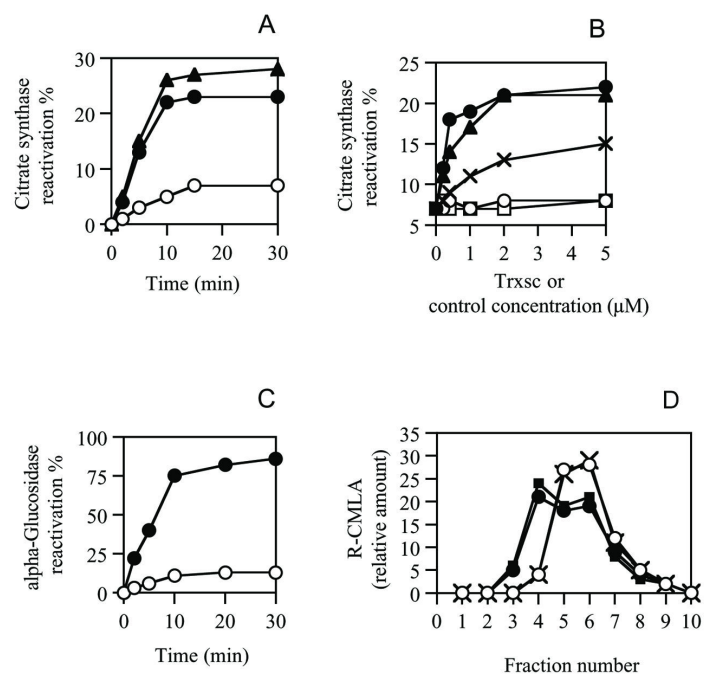 A
Citrate synthase
reactivation %
30
20
10
0
0 10 20 30
Time (min)
B
Citrate synthase
reactivation %
25
20
15
10
5
0 1 2 3 4 5
Trxsc or
control concentration (μM)
C
alpha-Glucosidase
reactivation %
100
75
50
25
0
0 10 20 30
Time (min)
D
R-CMLA
(relative amount)
35
30
25
20
15
10
5
0
0 1 2 3 4 5 6 7 8 9 10
Fraction number